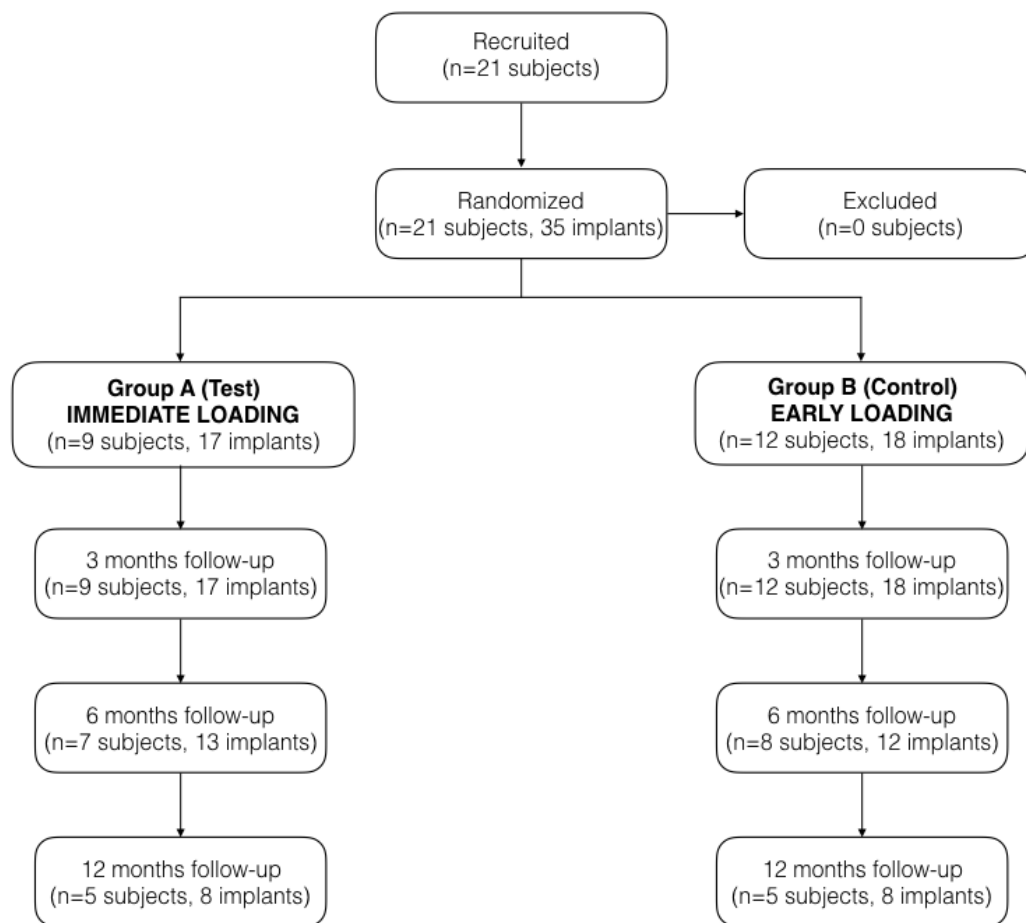 Recruited
(n=21 subjects)
Randomized
(n=21 subjects, 35 implants)
Excluded
(n=0 subjects)
Group A (Test)
IMMEDIATE LOADING
(n=9 subjects, 17 implants)
Group B (Control)
EARLY LOADING
(n=12 subjects, 18 implants)
3 months follow-up
(n=9 subjects, 17 implants)
3 months follow-up
(n=12 subjects, 18 implants)
6 months follow-up
(n=7 subjects, 13 implants)
6 months follow-up
(n=8 subjects, 12 implants)
12 months follow-up
(n=5 subjects, 8 implants)
12 months follow-up
(n=5 subjects, 8 implants)